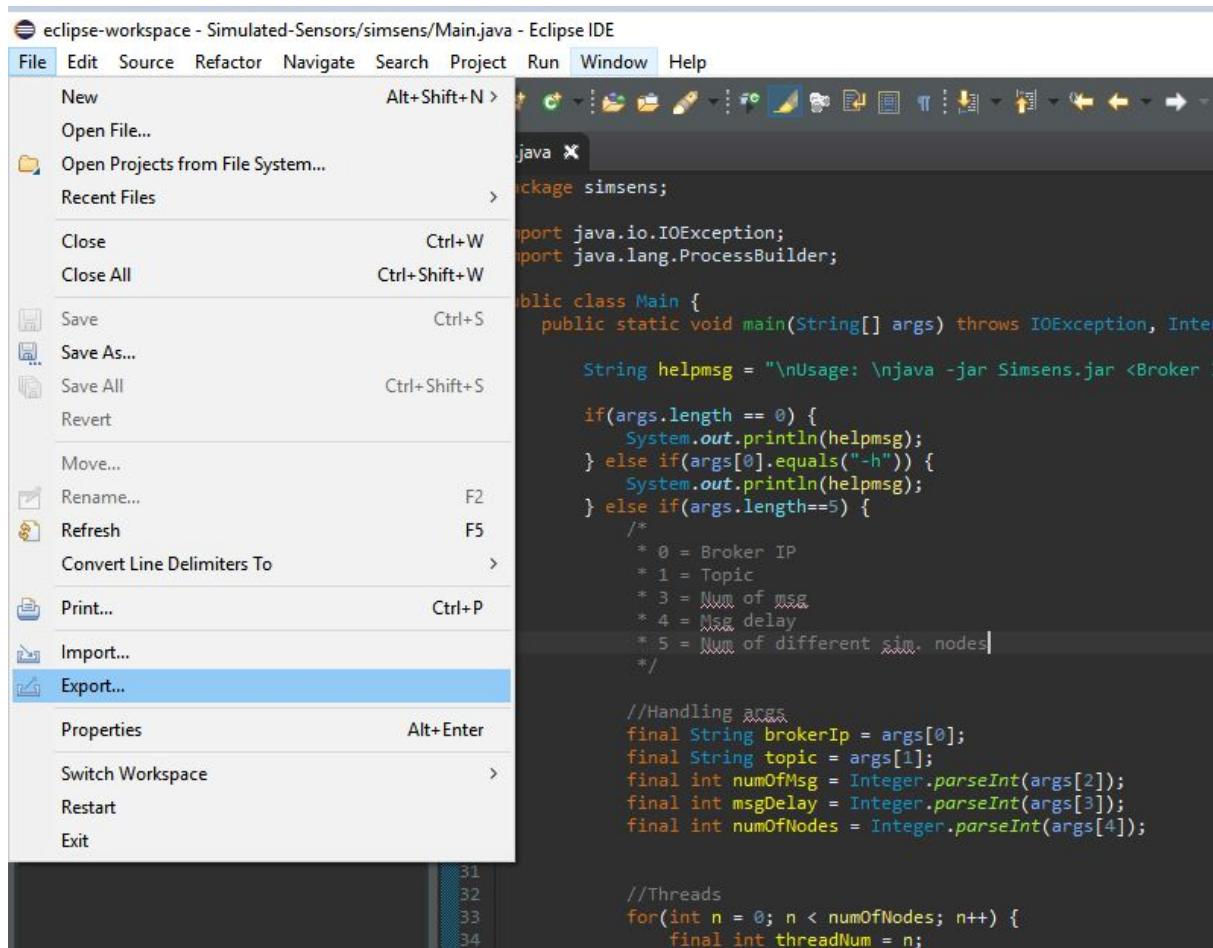 eclipse-workspace - Simulated-Sensors/simsens/Main.java - Eclipse IDE
File Edit Source Refactor Navigate Search Project Run Window Help
New Alt+Shift+N >
Open File...
Open Projects from File System...
Recent Files >
Close Ctrl+W
Close All Ctrl+Shift+W
Save Ctrl+S
Save As...
Save All Ctrl+Shift+S
Revert
Move...
Rename... F2
Refresh F5
Convert Line Delimiters To >
Print... Ctrl+P
Import...
Export...
Properties Alt+Enter
Switch Workspace >
Restart
Exit
.java
ckage simsens;
port java.io.IOException;
port java.lang.ProcessBuilder;
blic class Main {
public static void main(String[] args) throws IOException, Inte
String helpmsg = "\nUsage: \njava -jar Simsens.jar <Broker
if(args.length == 0) {
System.out.println(helpmsg);
} else if(args[0].equals("-h")) {
System.out.println(helpmsg);
} else if(args.length==5) {
/*
* 0 = Broker IP
* 1 = Topic
* 3 = Num of msg
* 4 = Msg delay
* 5 = Num of different sim. nodes
*/
//Handling args
final String brokerIp = args[0];
final String topic = args[1];
final int numOfMsg = Integer.parseInt(args[2]);
final int msgDelay = Integer.parseInt(args[3]);
final int numOfNodes = Integer.parseInt(args[4]);
31
32 //Threads
33 for(int n = 0; n < numOfNodes; n++) {
34 final int threadNum = n;